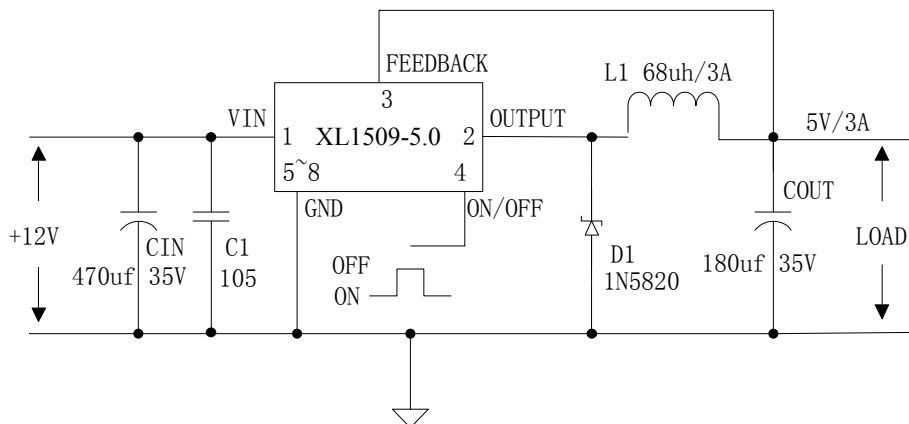 FEEDBACK
L1 68uh/3A
3
VIN
OUTPUT
5V/3A
1
XL1509-5.0
2
5~8
4
GND
ON/OFF
COUT
+12V
CIN
C1
OFF
D1
LOAD
470uf
35V
105
ON
1N5820
180uf
35V